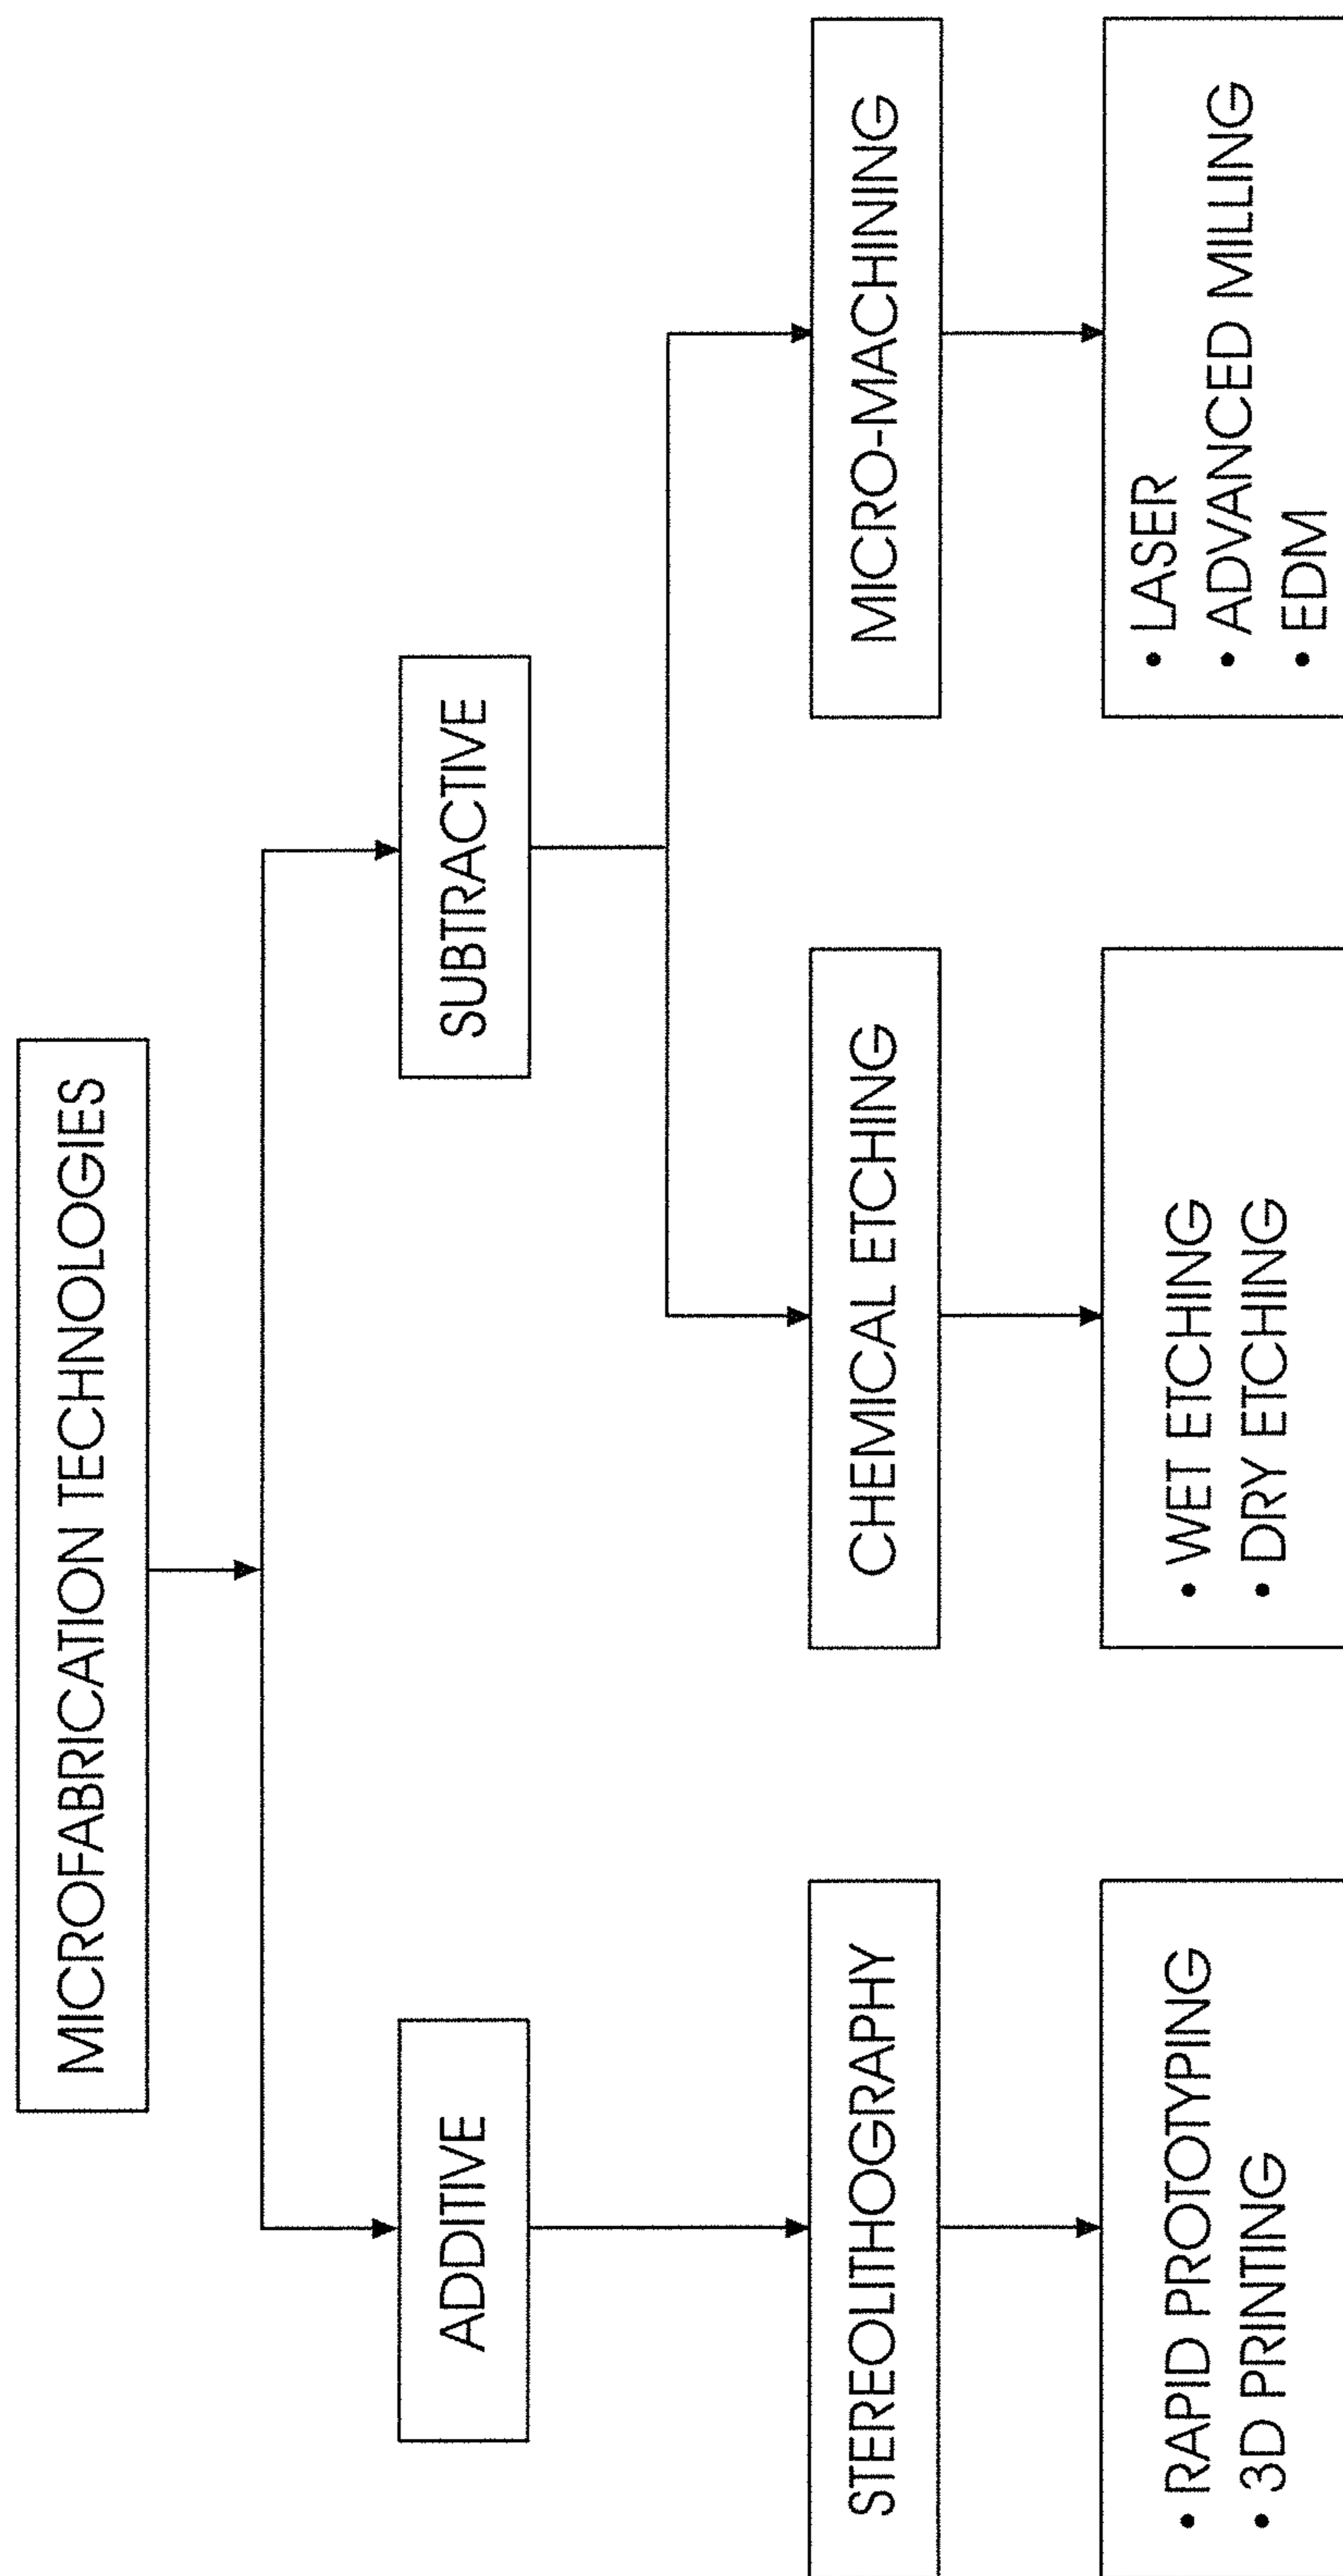 MICROFABRICATION TECHNOLOGIES
ADDITIVE
SUBTRACTIVE
STEREOLITHOGRAPHY
CHEMICAL ETCHING
MICRO-MACHINING
• RAPID PROTOTYPING
• 3D PRINTING
• WET ETCHING
• DRY ETCHING
• LASER
• ADVANCED MILLING
• EDM